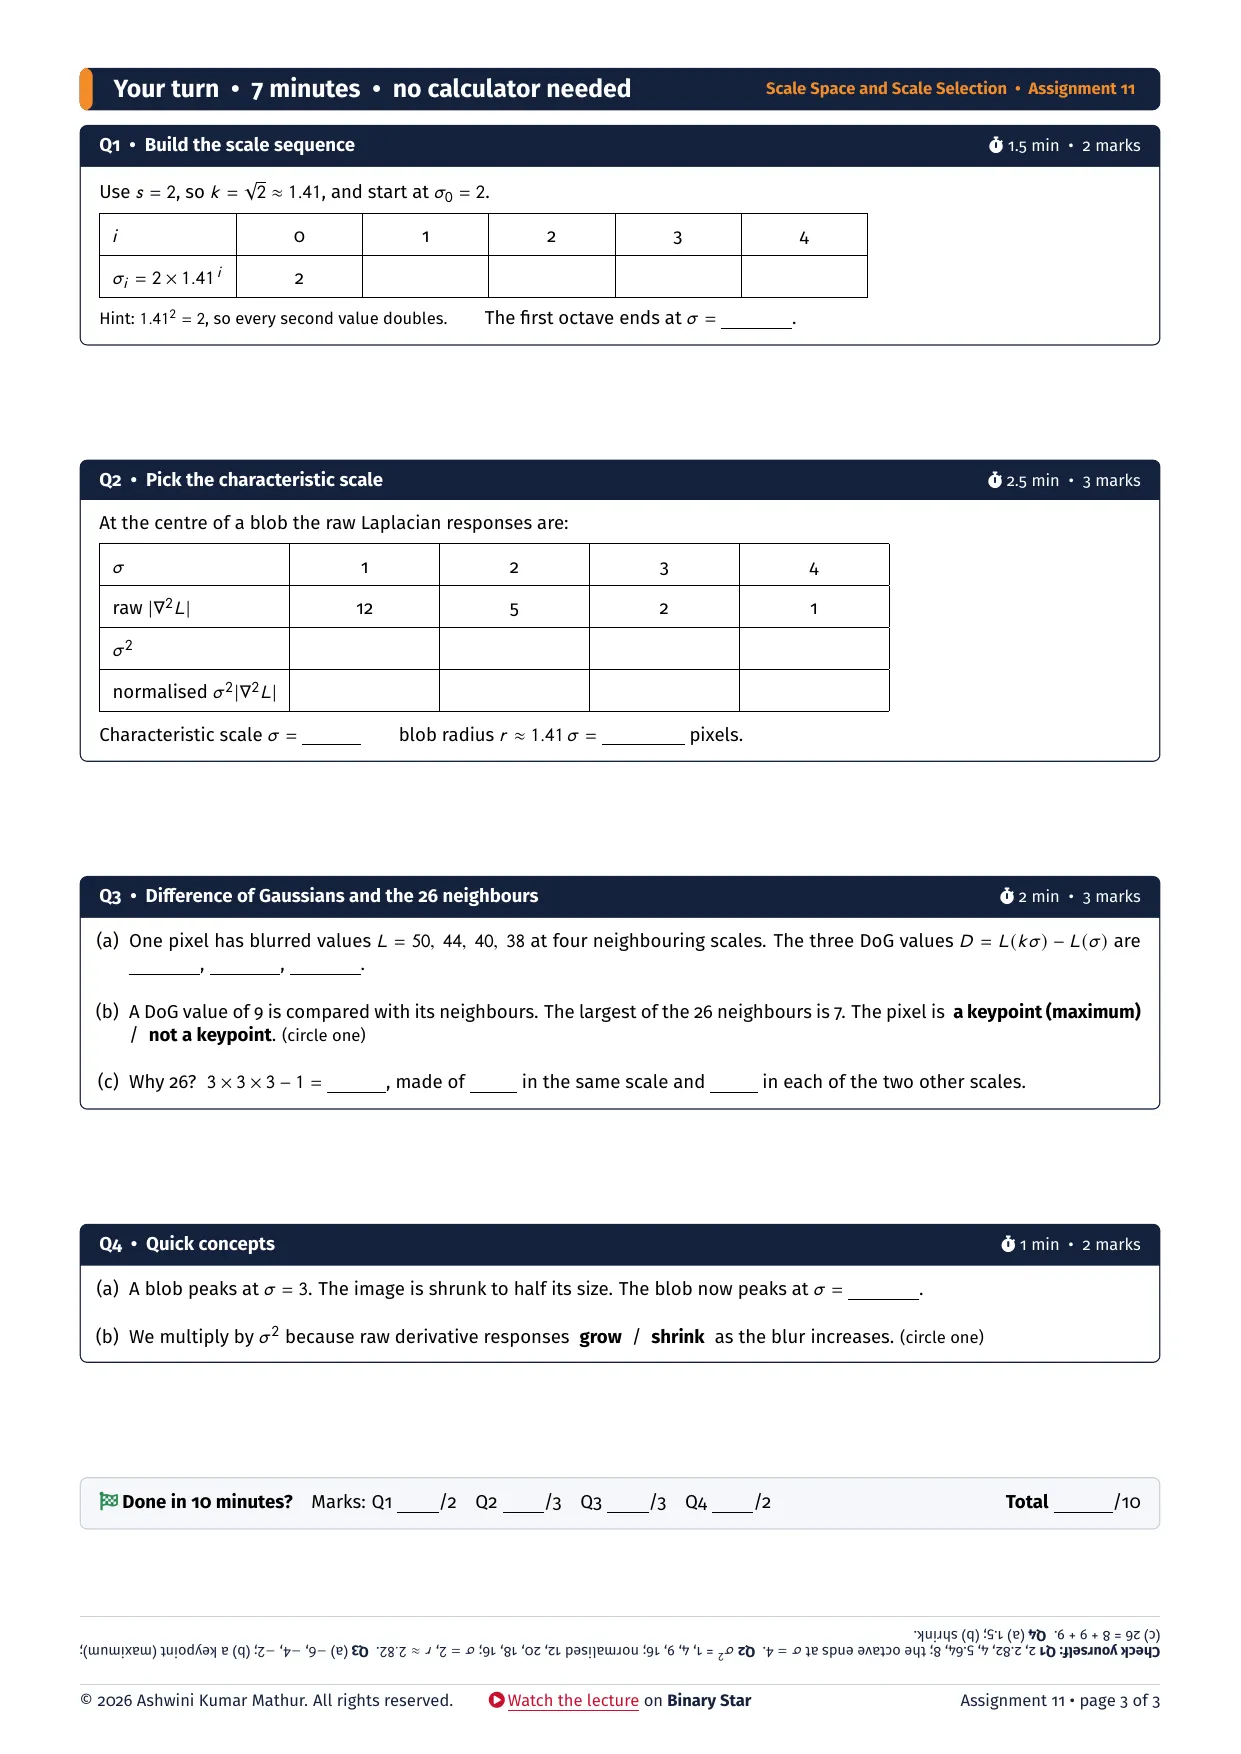 Your turn • 7 minutes • no calculator needed
Scale Space and Scale Selection • Assignment 11
Q1 • Build the scale sequence
1.5 min • 2 marks
Use s = 2, so k = √2 ≈ 1.41, and start at σ₀ = 2.
i 0 1 2 3 4
σᵢ = 2 × 1.41ⁱ 2
Hint: 1.41² = 2, so every second value doubles. The first octave ends at σ = ______.
Q2 • Pick the characteristic scale
2.5 min • 3 marks
At the centre of a blob the raw Laplacian responses are:
σ 1 2 3 4
raw |∇²L| 12 5 2 1
σ²
normalised σ²|∇²L|
Characteristic scale σ = ______ blob radius r ≈ 1.41 σ = ________ pixels.
Q3 • Difference of Gaussians and the 26 neighbours
2 min • 3 marks
(a) One pixel has blurred values L = 50, 44, 40, 38 at four neighbouring scales. The three DoG values D = L(kσ) − L(σ) are
______, ______, ______.
(b) A DoG value of 9 is compared with its neighbours. The largest of the 26 neighbours is 7. The pixel is a keypoint (maximum)
/ not a keypoint. (circle one)
(c) Why 26? 3 × 3 × 3 − 1 = ______, made of _____ in the same scale and _____ in each of the two other scales.
Q4 • Quick concepts
1 min • 2 marks
(a) A blob peaks at σ = 3. The image is shrunk to half its size. The blob now peaks at σ = ______.
(b) We multiply by σ² because raw derivative responses grow / shrink as the blur increases. (circle one)
Done in 10 minutes? Marks: Q1 ____/2 Q2 ____/3 Q3 ____/3 Q4 ____/2 Total ______/10
Check yourself: Q1 2, 2.82, 4, 5.64, 8; the octave ends at σ = 4. Q2 σ² = 1, 4, 9, 16; normalised 12, 20, 18, 16; σ = 2, r ≈ 2.82. Q3 (a) −6, −4, −2; (b) a keypoint (maximum);
(c) 26 = 8 + 9 + 9. Q4 (a) 1.5; (b) shrink.
© 2026 Ashwini Kumar Mathur. All rights reserved.
Watch the lecture on Binary Star
Assignment 11 • page 3 of 3